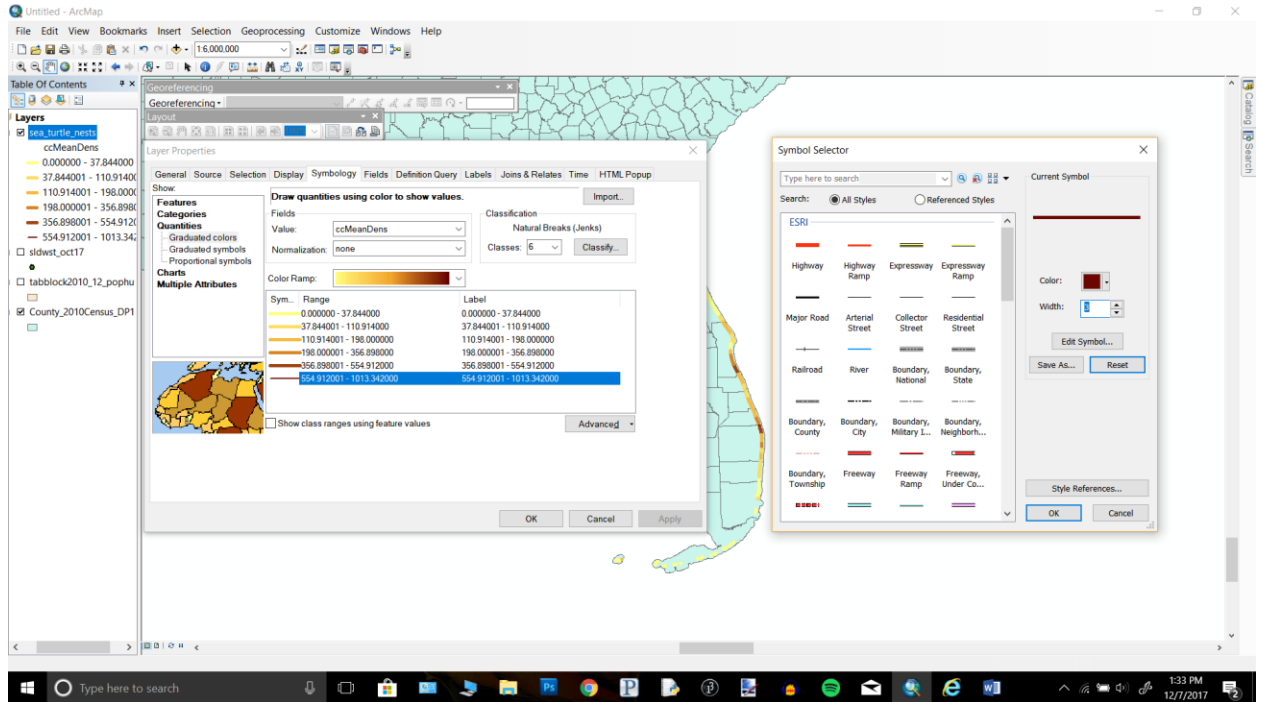 Untitled - ArcMap
File Edit View Bookmarks Insert Selection Geoprocessing Customize Windows Help
1:6,000,000
Table Of Contents
Layers
sea_turtle_nests
ccMeanDens
0.000000 - 37.844000
37.844001 - 110.91400
110.914001 - 198.0000
198.000001 - 356.8980
356.898001 - 554.9120
554.912001 - 1013.342
sldwst_oct17
tabblock2010_12_pophu
County_2010Census_DP1
Georeferencing
Georeferencing
Layout
Layer Properties
General Source Selection Display Symbology Fields Definition Query Labels Joins & Relates Time HTML Popup
Show:
Features
Categories
Quantities
Graduated colors
Graduated symbols
Proportional symbols
Charts
Multiple Attributes
Draw quantities using color to show values.
Import...
Fields
Value: ccMeanDens
Normalization: none
Classification
Natural Breaks (Jenks)
Classes: 6 Classify...
Color Ramp:
Sym... Range Label
0.000000 - 37.844000 0.000000 - 37.844000
37.844001 - 110.914000 37.844001 - 110.914000
110.914001 - 198.000000 110.914001 - 198.000000
198.000001 - 356.898000 198.000001 - 356.898000
356.898001 - 554.912000 356.898001 - 554.912000
554.912001 - 1013.342000 554.912001 - 1013.342000
Show class ranges using feature values
Advanced
OK Cancel Apply
Symbol Selector
Type here to search
Search: All Styles Referenced Styles
ESRI
Highway
Highway Ramp
Expressway
Expressway Ramp
Major Road
Arterial Street
Collector Street
Residential Street
Railroad
River
Boundary, National
Boundary, State
Boundary, County
Boundary, City
Boundary, Military I...
Boundary, Neighborh...
Boundary, Township
Freeway
Freeway Ramp
Freeway, Under Co...
Current Symbol
Color:
Width: 3
Edit Symbol...
Save As... Reset
Style References...
OK Cancel
Catalog
Search
Type here to search
Ps
1:33 PM
12/7/2017